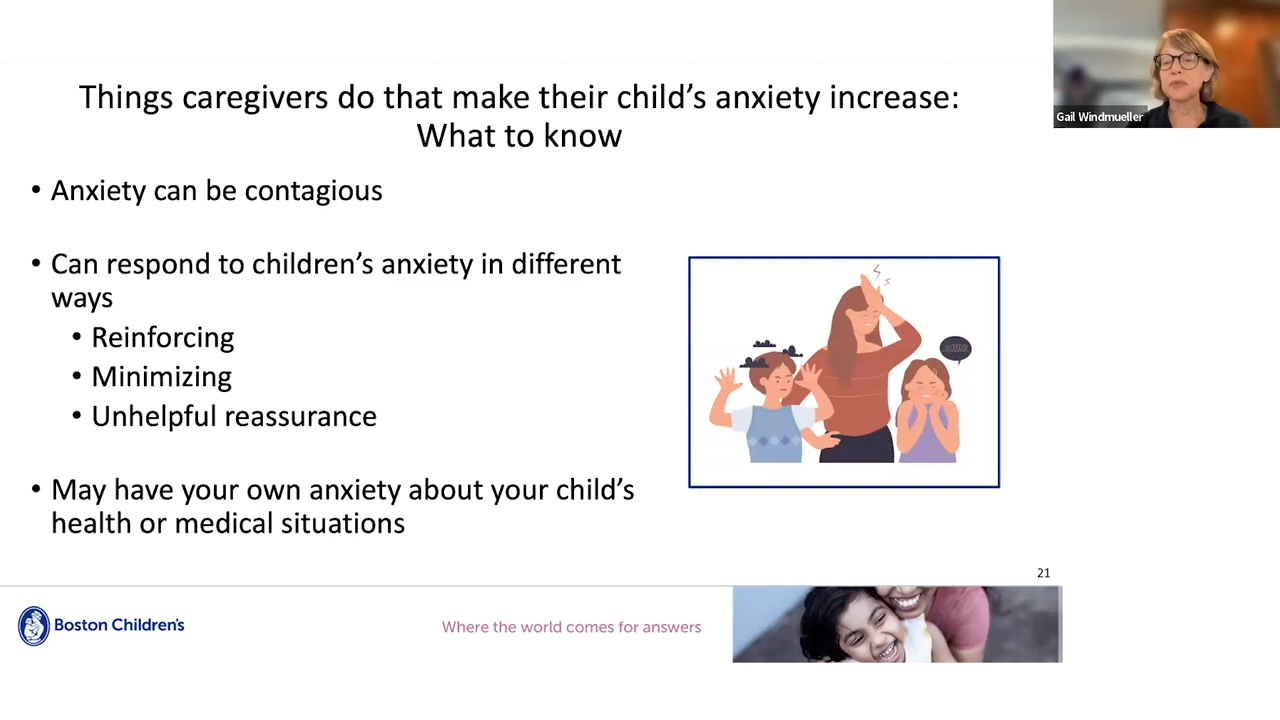 Things caregivers do that make their child’s anxiety increase:
What to know
• Anxiety can be contagious
• Can respond to children’s anxiety in different
ways
• Reinforcing
• Minimizing
• Unhelpful reassurance
• May have your own anxiety about your child’s
health or medical situations
Gail Windmueller
21
Boston Children's
Where the world comes for answers